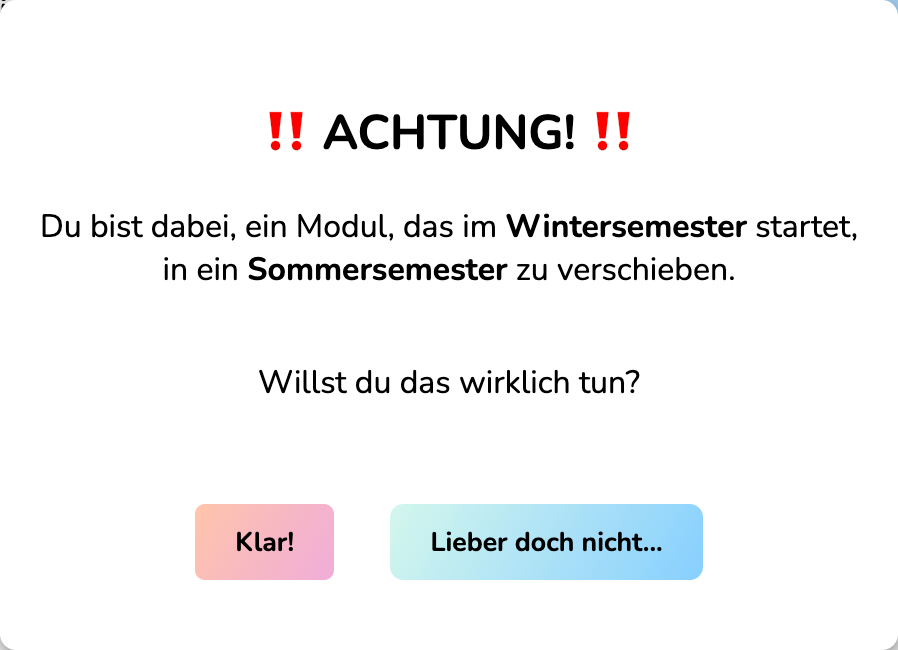 ‼ ACHTUNG! ‼
Du bist dabei, ein Modul, das im Wintersemester startet,
in ein Sommersemester zu verschieben.
Willst du das wirklich tun?
Klar!
Lieber doch nicht...